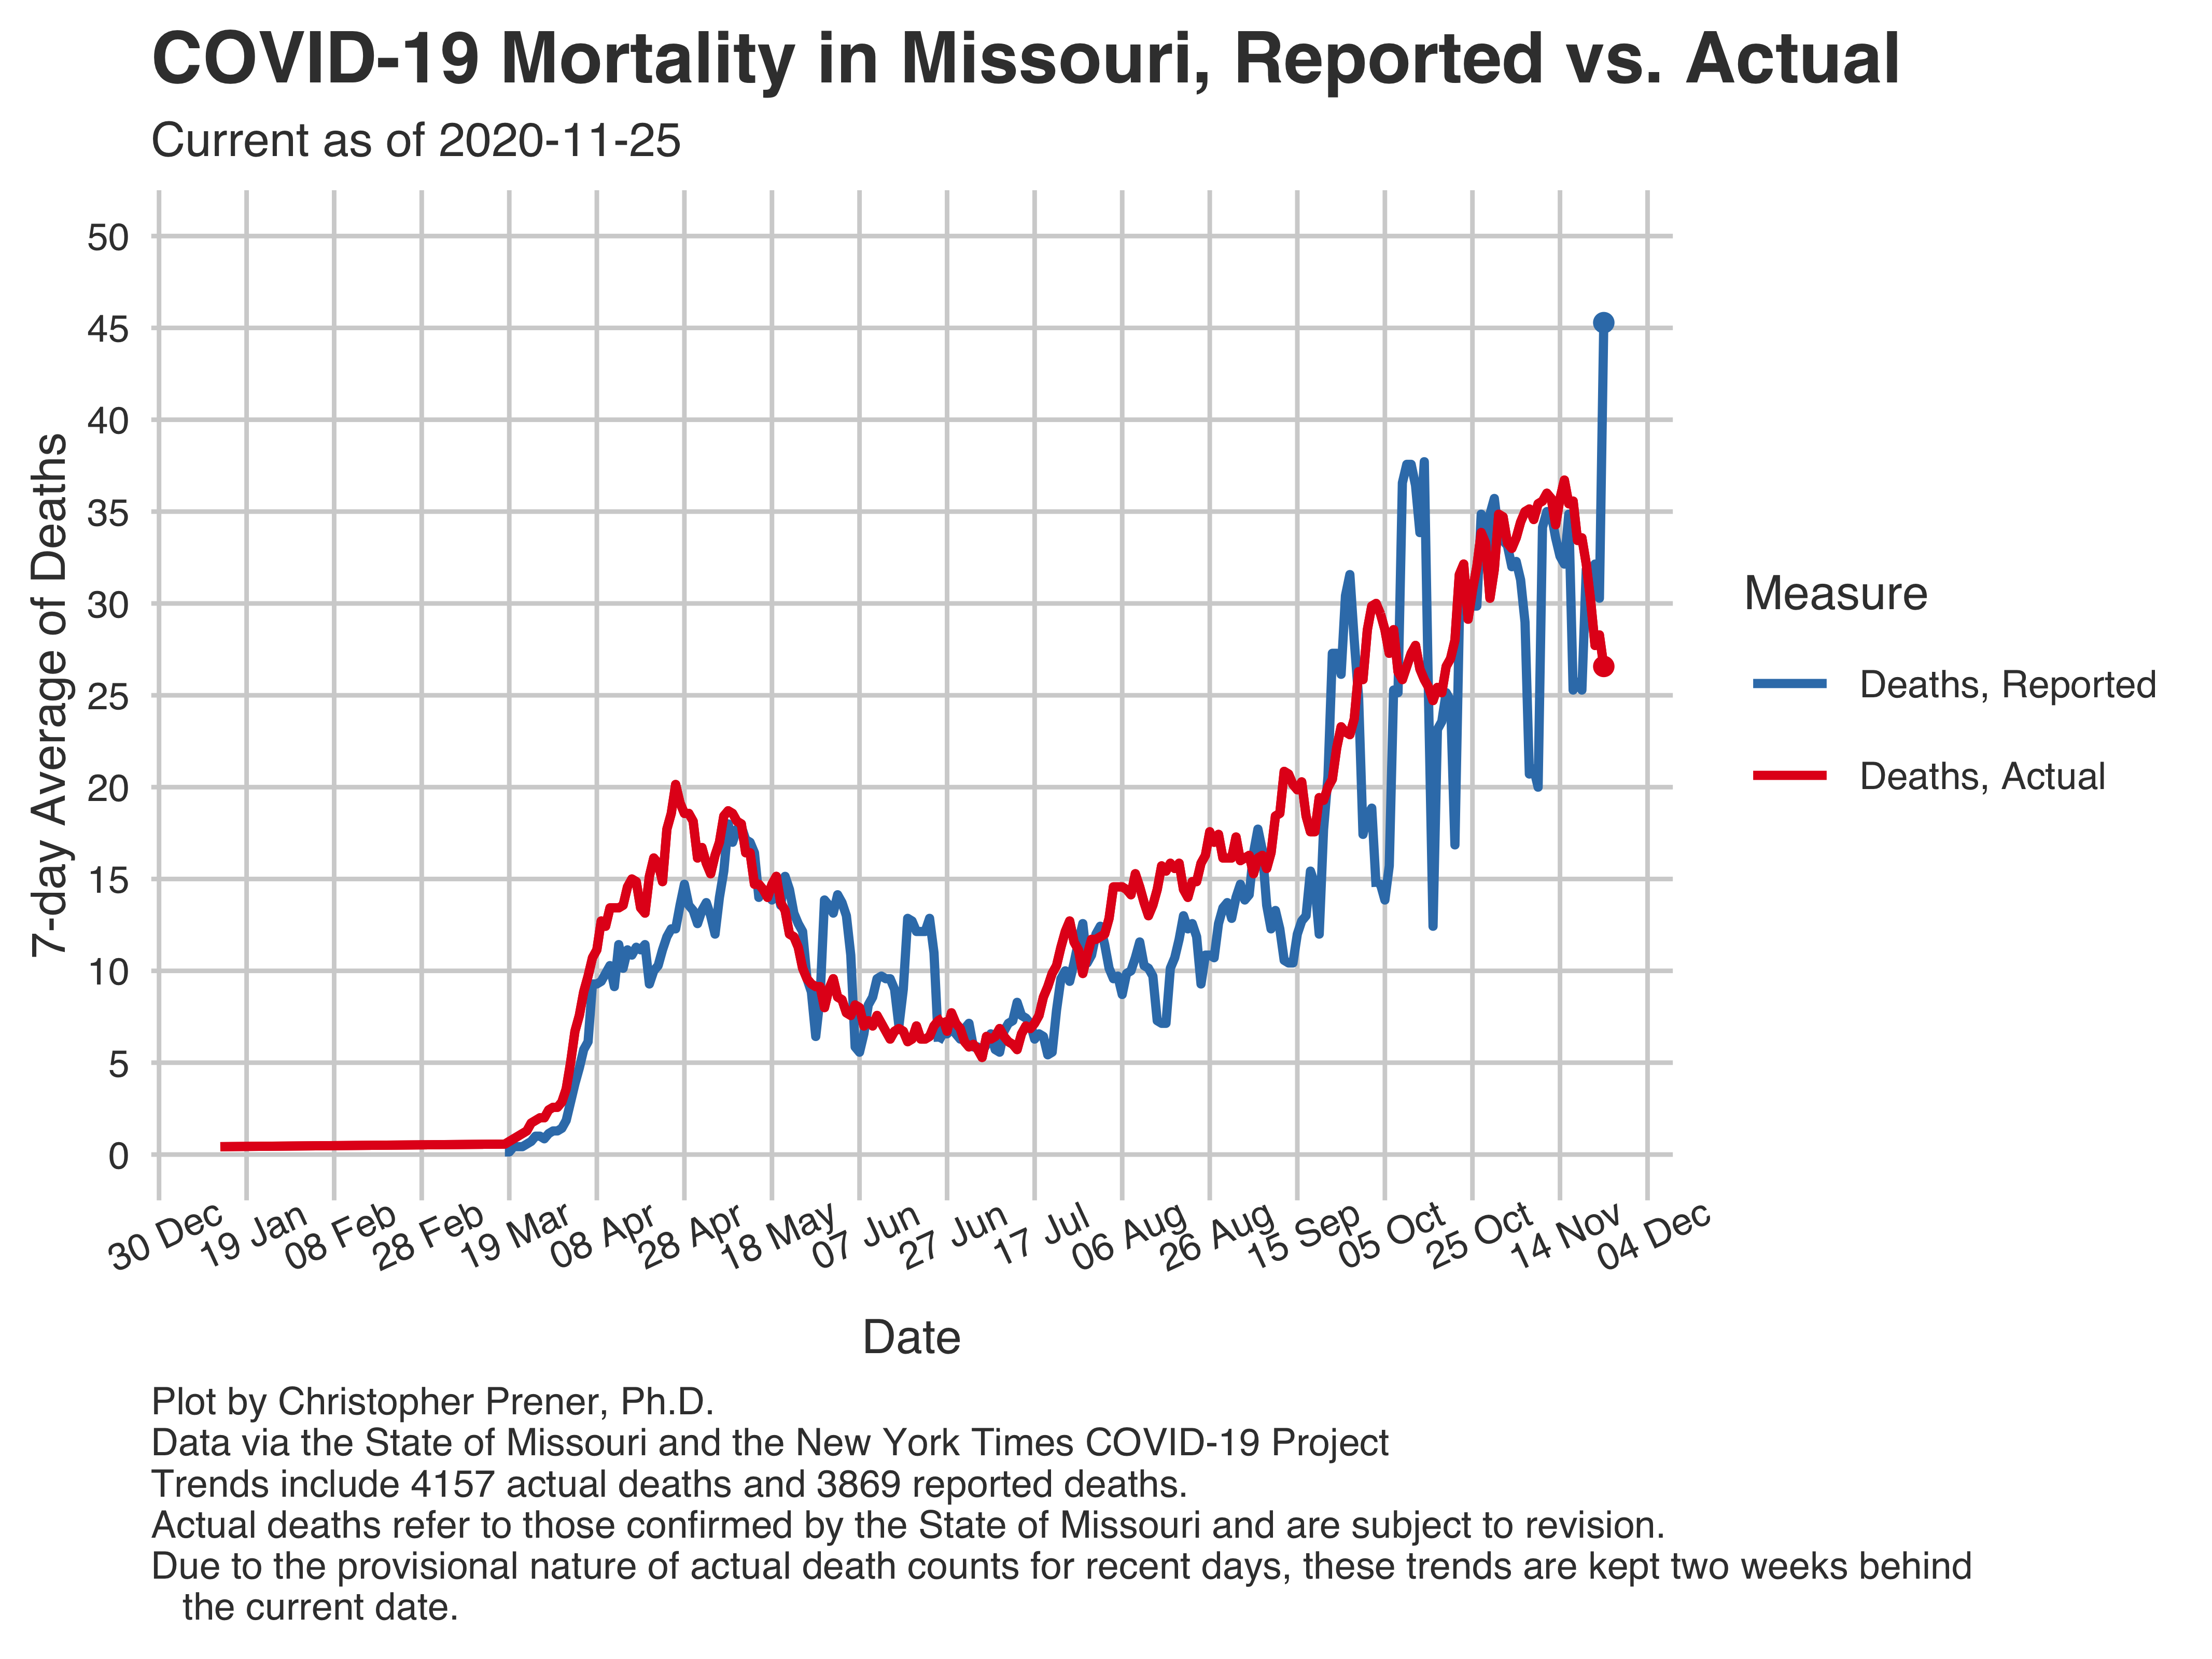 COVID-19 Mortality in Missouri, Reported vs. Actual
Current as of 2020-11-25
7-day Average of Deaths
50
45
40
35
30
25
20
15
10
5
0
30 Dec
19 Jan
08 Feb
28 Feb
19 Mar
08 Apr
28 Apr
18 May
07 Jun
27 Jun
17 Jul
06 Aug
26 Aug
15 Sep
05 Oct
25 Oct
14 Nov
04 Dec
Date
Measure
Deaths, Reported
Deaths, Actual
Plot by Christopher Prener, Ph.D.
Data via the State of Missouri and the New York Times COVID-19 Project
Trends include 4157 actual deaths and 3869 reported deaths.
Actual deaths refer to those confirmed by the State of Missouri and are subject to revision.
Due to the provisional nature of actual death counts for recent days, these trends are kept two weeks behind
the current date.